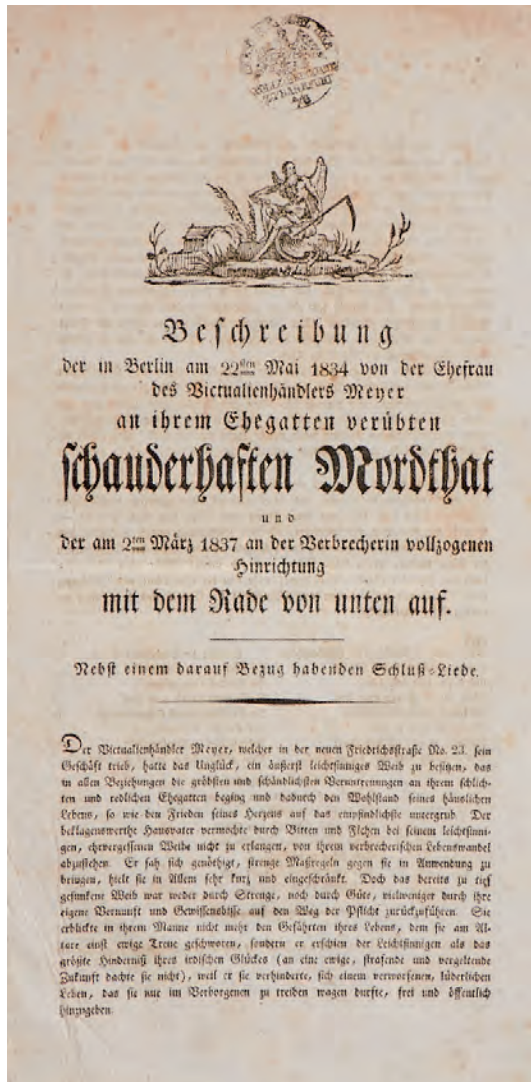 Beschreibung
der in Berlin am 22sten Mai 1834 von der Ehefrau
des Victualienhändlers Meyer
an ihrem Ehegatten verübten
schauderhaften Mordthat
und
der am 2ten März 1837 an der Verbrecherin vollzogenen
Hinrichtung
mit dem Rade von unten auf.
Nebst einem darauf Bezug habenden Schluß-Liede.
Der Victualienhändler Meyer, welcher in der neuen Friedrichsstraße No. 23. sein
Geschäft trieb, hatte das Unglück, ein äußerst leichtsinniges Weib zu besitzen, das
in allen Beziehungen die gröbsten und schändlichsten Veruntreuungen an ihrem schlich-
ten und redlichen Ehegatten beging und dadurch den Wohlstand seines häuslichen
Lebens, so wie den Frieden seines Herzens auf das empfindlichste untergrub. Der
beklagenswerthe Hausvater vermochte durch Bitten und Flehen bei seinem leichtsinni-
gen, ehrvergessenen Weibe nicht zu erlangen, von ihrem verbrecherischen Lebenswandel
abzustehen. Er sah sich genöthigt, strenge Maßregeln gegen sie in Anwendung zu
bringen, hielt sie in Allem sehr kurz und eingeschränkt. Doch das bereits zu tief
gesunkene Weib war weder durch Strenge, noch durch Güte, vielweniger durch ihre
eigene Vernunft und Gewissensbisse auf den Weg der Pflicht zurückzuführen. Sie
erblickte in ihrem Manne nicht mehr den Gefährten ihres Lebens, dem sie am Al-
tare einst ewige Treue geschworen, sondern er erschien der Leichtsinnigen als das
größte Hinderniß ihres irdischen Glückes (an eine ewige, strafende und vergeltende
Zukunft dachte sie nicht), weil er sie verhinderte, sich einem verworfenen, lüderlichen
Leben, das sie nur im Verborgenen zu treiben wagen durfte, frei und öffentlich
hinzugeben.